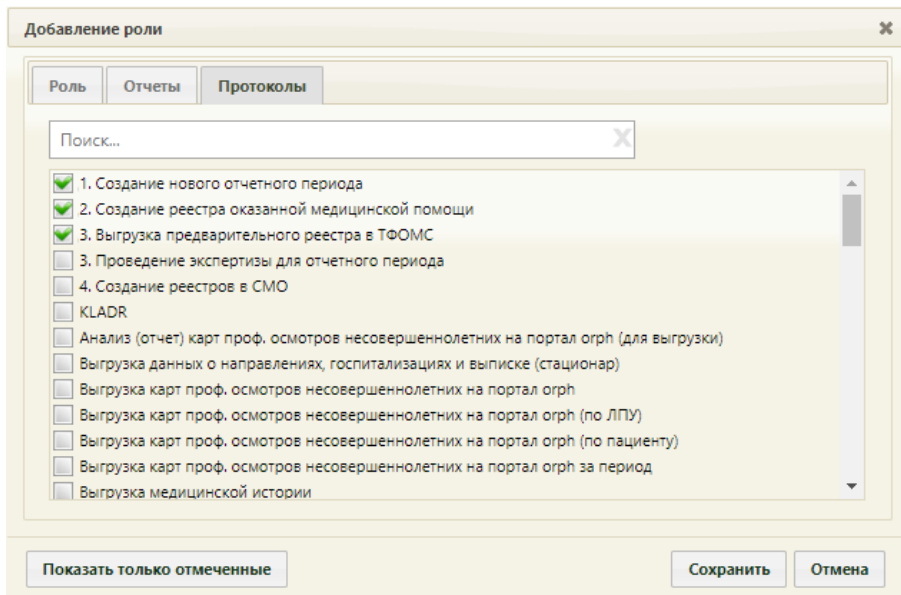 Добавление роли
Роль Отчеты Протоколы
Поиск...
1. Создание нового отчетного периода
2. Создание реестра оказанной медицинской помощи
3. Выгрузка предварительного реестра в ТФОМС
3. Проведение экспертизы для отчетного периода
4. Создание реестров в СМО
KLADR
Анализ (отчет) карт проф. осмотров несовершеннолетних на портал orph (для выгрузки)
Выгрузка данных о направлениях, госпитализациях и выписке (стационар)
Выгрузка карт проф. осмотров несовершеннолетних на портал orph
Выгрузка карт проф. осмотров несовершеннолетних на портал orph (по ЛПУ)
Выгрузка карт проф. осмотров несовершеннолетних на портал orph (по пациенту)
Выгрузка карт проф. осмотров несовершеннолетних на портал orph за период
Выгрузка медицинской истории
Показать только отмеченные Сохранить Отмена